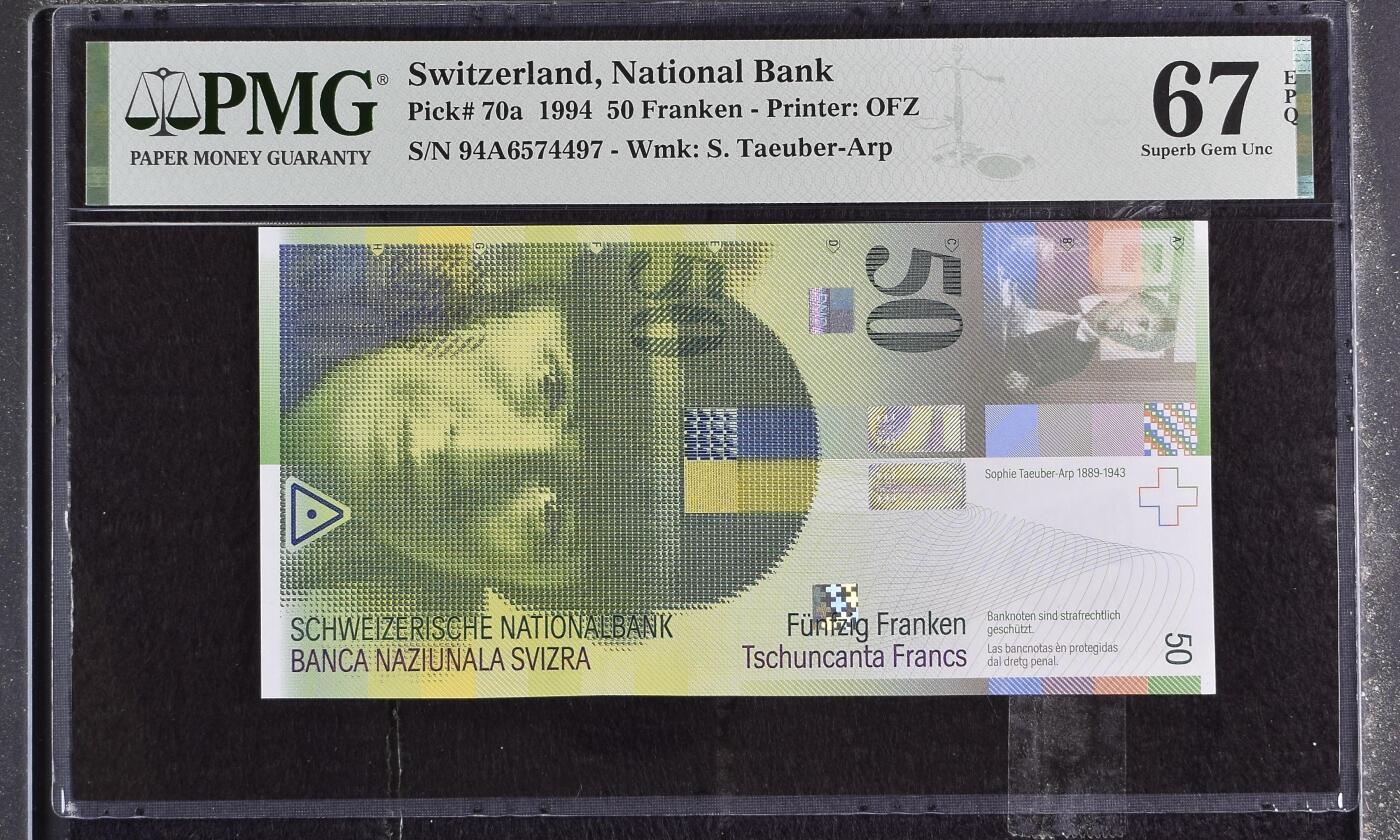 PMG®
PAPER MONEY GUARANTY
Switzerland, National Bank
Pick# 70a 1994 50 Franken - Printer: OFZ
S/N 94A6574497 - Wmk: S. Taeuber-Arp
67
EPQ
Superb Gem Unc
H G F E D C B A
50
50
Sophie Taeuber-Arp 1889-1943
SCHWEIZERISCHE NATIONALBANK
BANCA NAZIUNALA SVIZRA
Fünfzig Franken
Tschuncanta Francs
Banknoten sind strafrechtlich
geschützt.
Las bancnotas èn protegidas
dal dretg penal.
50